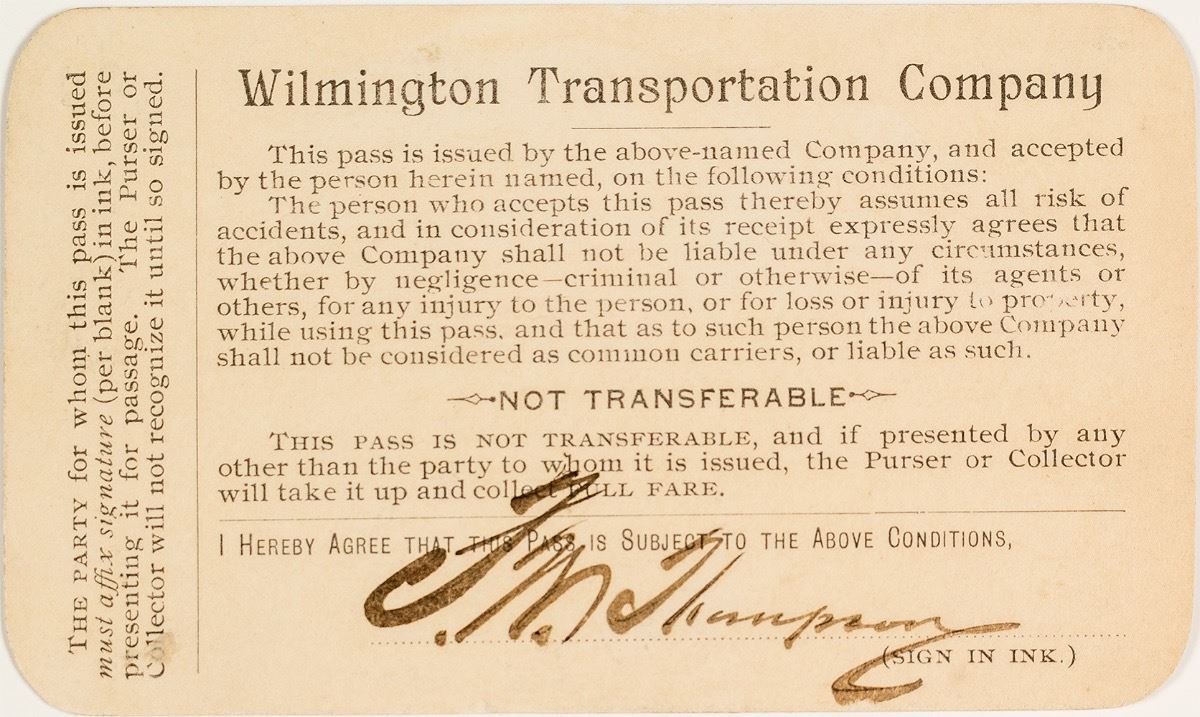 Wilmington Transportation Company
This pass is issued by the above-named Company, and accepted
by the person herein named, on the following conditions:
The person who accepts this pass thereby assumes all risk of
accidents, and in consideration of its receipt expressly agrees that
the above Company shall not be liable under any circumstances,
whether by negligence—criminal or otherwise—of its agents or
others, for any injury to the person, or for loss or injury to property,
while using this pass, and that as to such person the above Company
shall not be considered as common carriers, or liable as such.
NOT TRANSFERABLE
THIS PASS IS NOT TRANSFERABLE, and if presented by any
other than the party to whom it is issued, the Purser or Collector
will take it up and collect FULL FARE.
I HEREBY AGREE THAT THIS PASS IS SUBJECT TO THE ABOVE CONDITIONS,
Thompson
(SIGN IN INK.)
THE PARTY for whom this pass is issued
must affix signature (per blank) in ink, before
presenting it for passage. The Purser or
Collector will not recognize it until so signed.